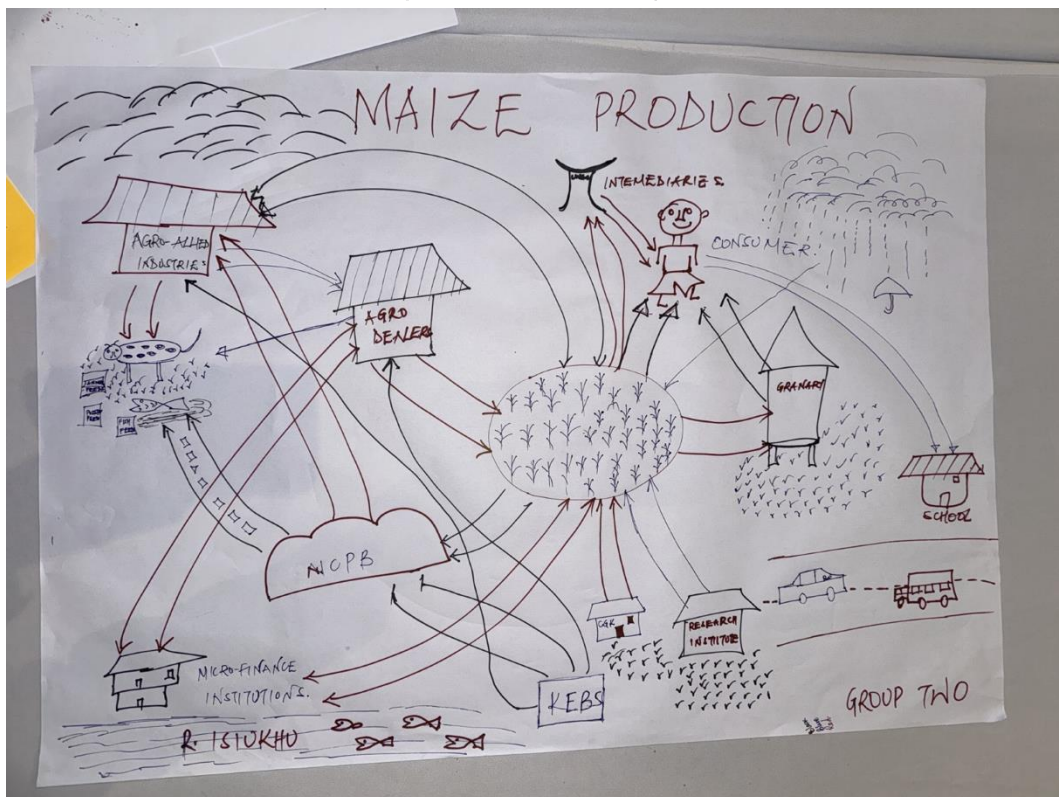 MAIZE PRODUCTION
INTEMEDIARIES
CONSUMER.
AGRO-ALLIED
INDUSTRIES
AGRO
DEALERS
GRANARY
SCHOOL
NCPB
CGK
RESEARCH
INSTITUTE
MICRO-FINANCE
INSTITUTIONS.
KEBS
GROUP TWO
R. ISIUKHU